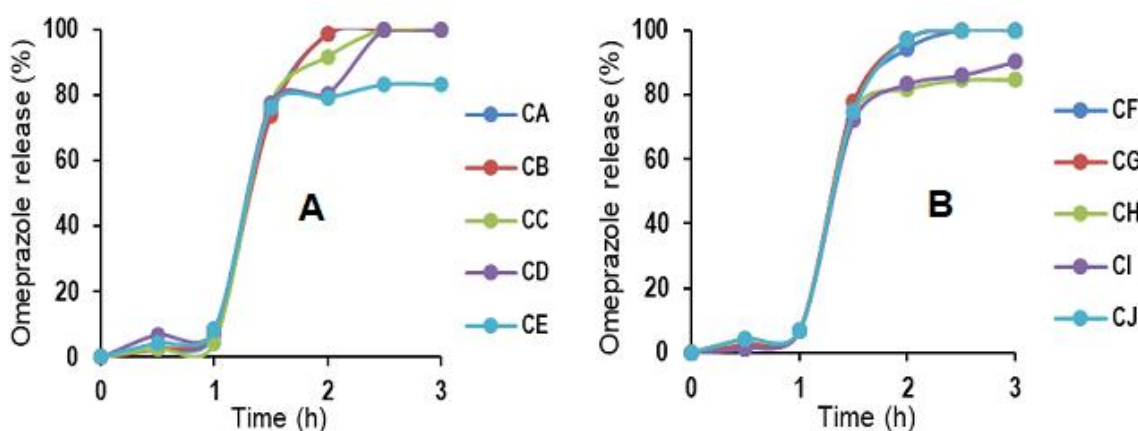 Omeprazole release (%)
100
80
60
40
20
0
0 1 2 3
Time (h)
A
CA
CB
CC
CD
CE
Omeprazole release (%)
100
80
60
40
20
0
0 1 2 3
Time (h)
B
CF
CG
CH
CI
CJ